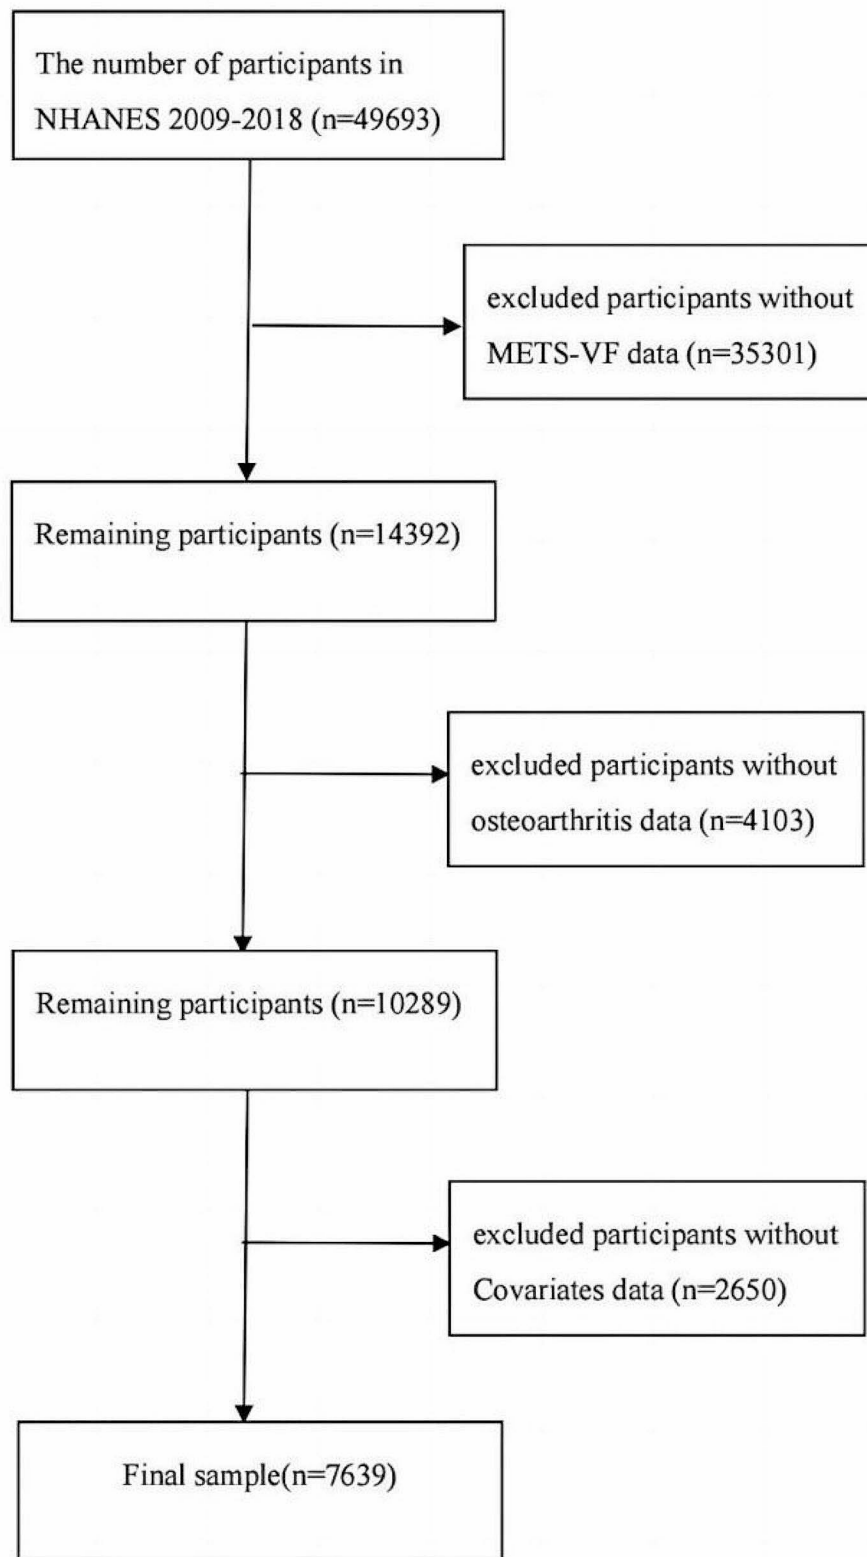 The number of participants in
NHANES 2009-2018 (n=49693)
excluded participants without
METS-VF data (n=35301)
Remaining participants (n=14392)
excluded participants without
osteoarthritis data (n=4103)
Remaining participants (n=10289)
excluded participants without
Covariates data (n=2650)
Final sample(n=7639)